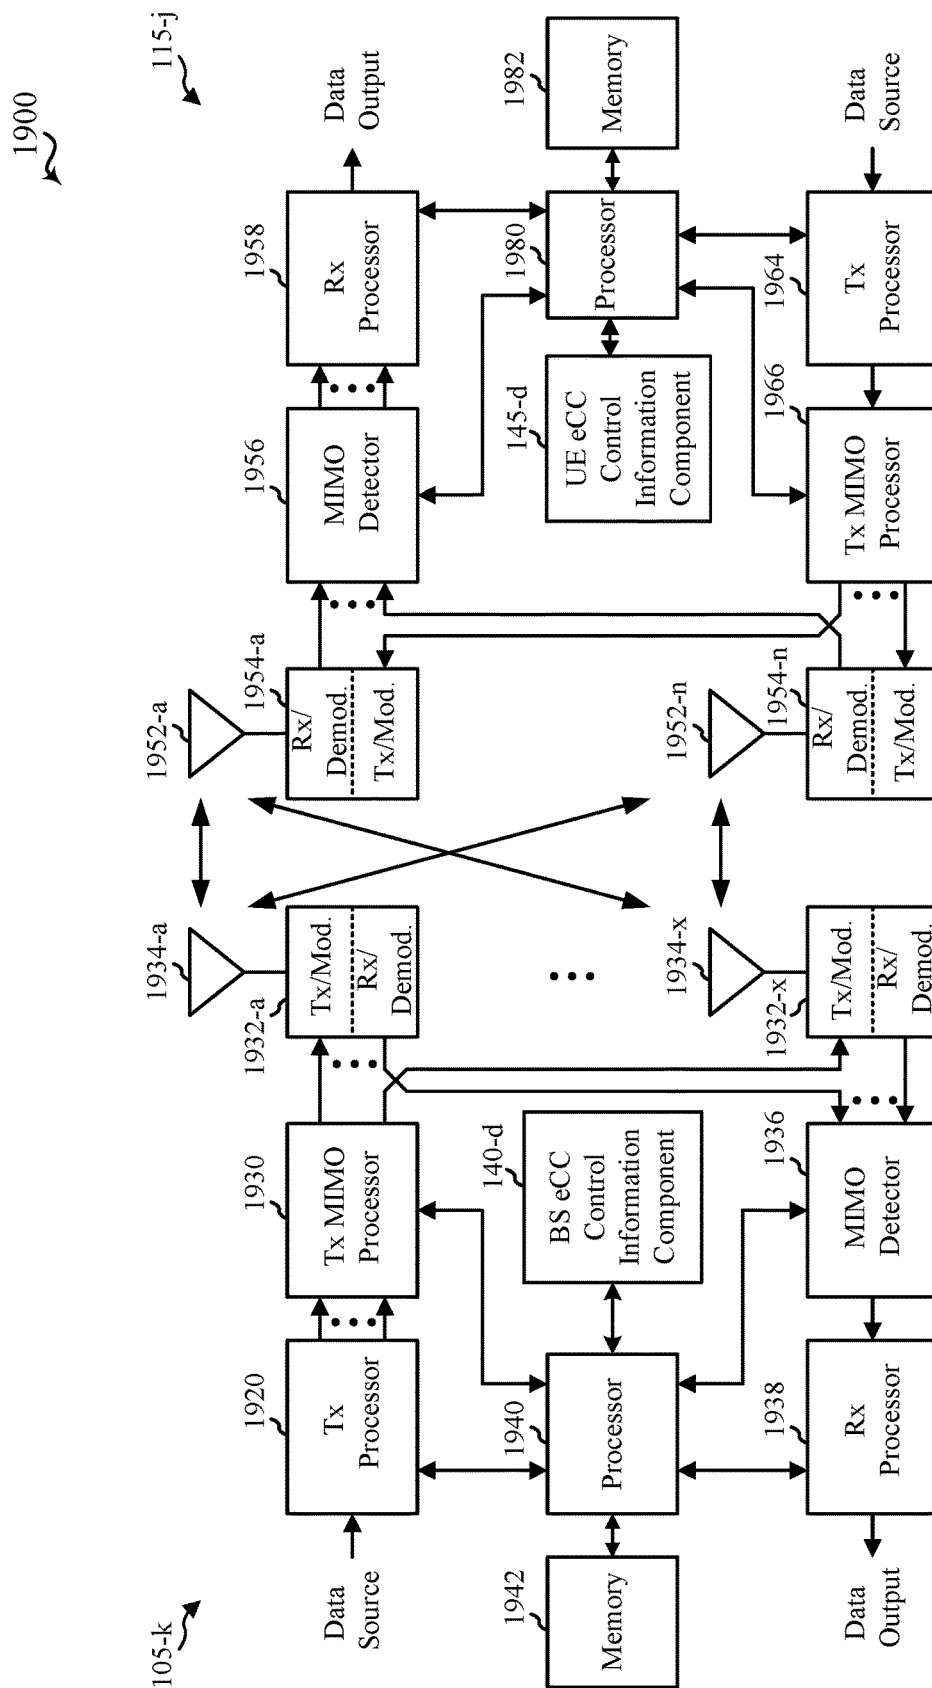 1900
105-k
115-j
1920
1930
1934-a
1952-a
1954-a
1956
1958
Data
Source
Tx
Processor
Tx MIMO
Processor
1932-a
Tx/Mod.
Rx/
Demod.
Rx/
Demod.
Tx/Mod.
MIMO
Detector
Rx
Processor
Data
Output
1942
Memory
1940
Processor
140-d
BS eCC
Control
Information
Component
145-d
UE eCC
Control
Information
Component
1980
Processor
1982
Memory
1938
1936
1934-x
1952-n
1954-n
1966
1964
Data
Output
Rx
Processor
MIMO
Detector
1932-x
Tx/Mod.
Rx/
Demod.
Rx/
Demod.
Tx/Mod.
Tx MIMO
Processor
Tx
Processor
Data
Source